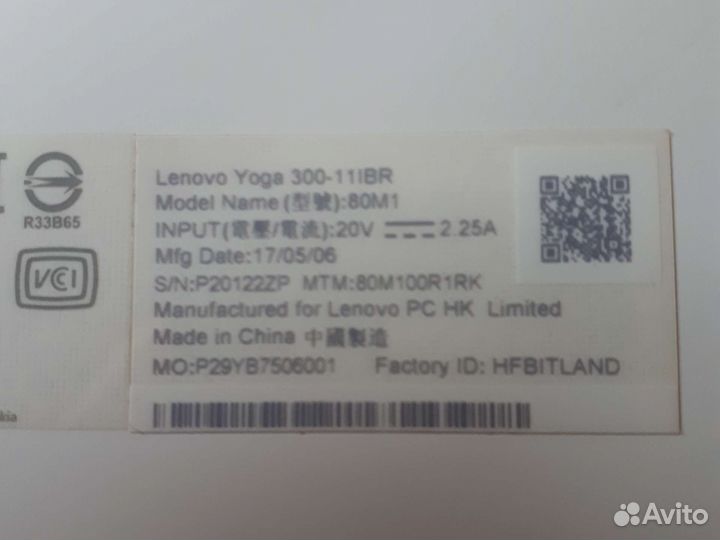 Lenovo Yoga 300-11IBR
Model Name(型號):80M1
INPUT(電壓/電流):20V 2.25A
Mfg Date:17/05/06
S/N:P20122ZP MTM:80M100R1RK
Manufactured for Lenovo PC HK Limited
Made in China 中國製造
MO:P29YB7506001 Factory ID: HFBITLAND
R33B65
VCI
kia
Avito